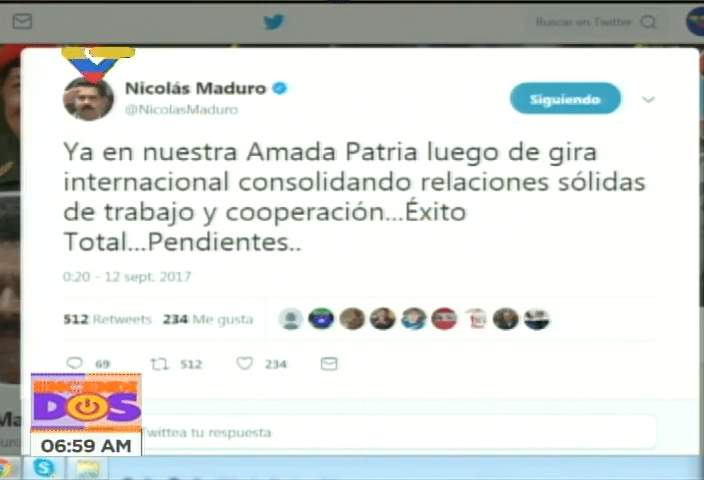 Buscar en Twitter
Nicolás Maduro
@NicolasMaduro
Siguiendo
Ya en nuestra Amada Patria luego de gira
internacional consolidando relaciones sólidas
de trabajo y cooperación...Éxito
Total...Pendientes..
0:20 - 12 sept. 2017
512 Retweets 234 Me gusta
69 512 234
DOS
06:59 AM
Twittea tu respuesta
Ma